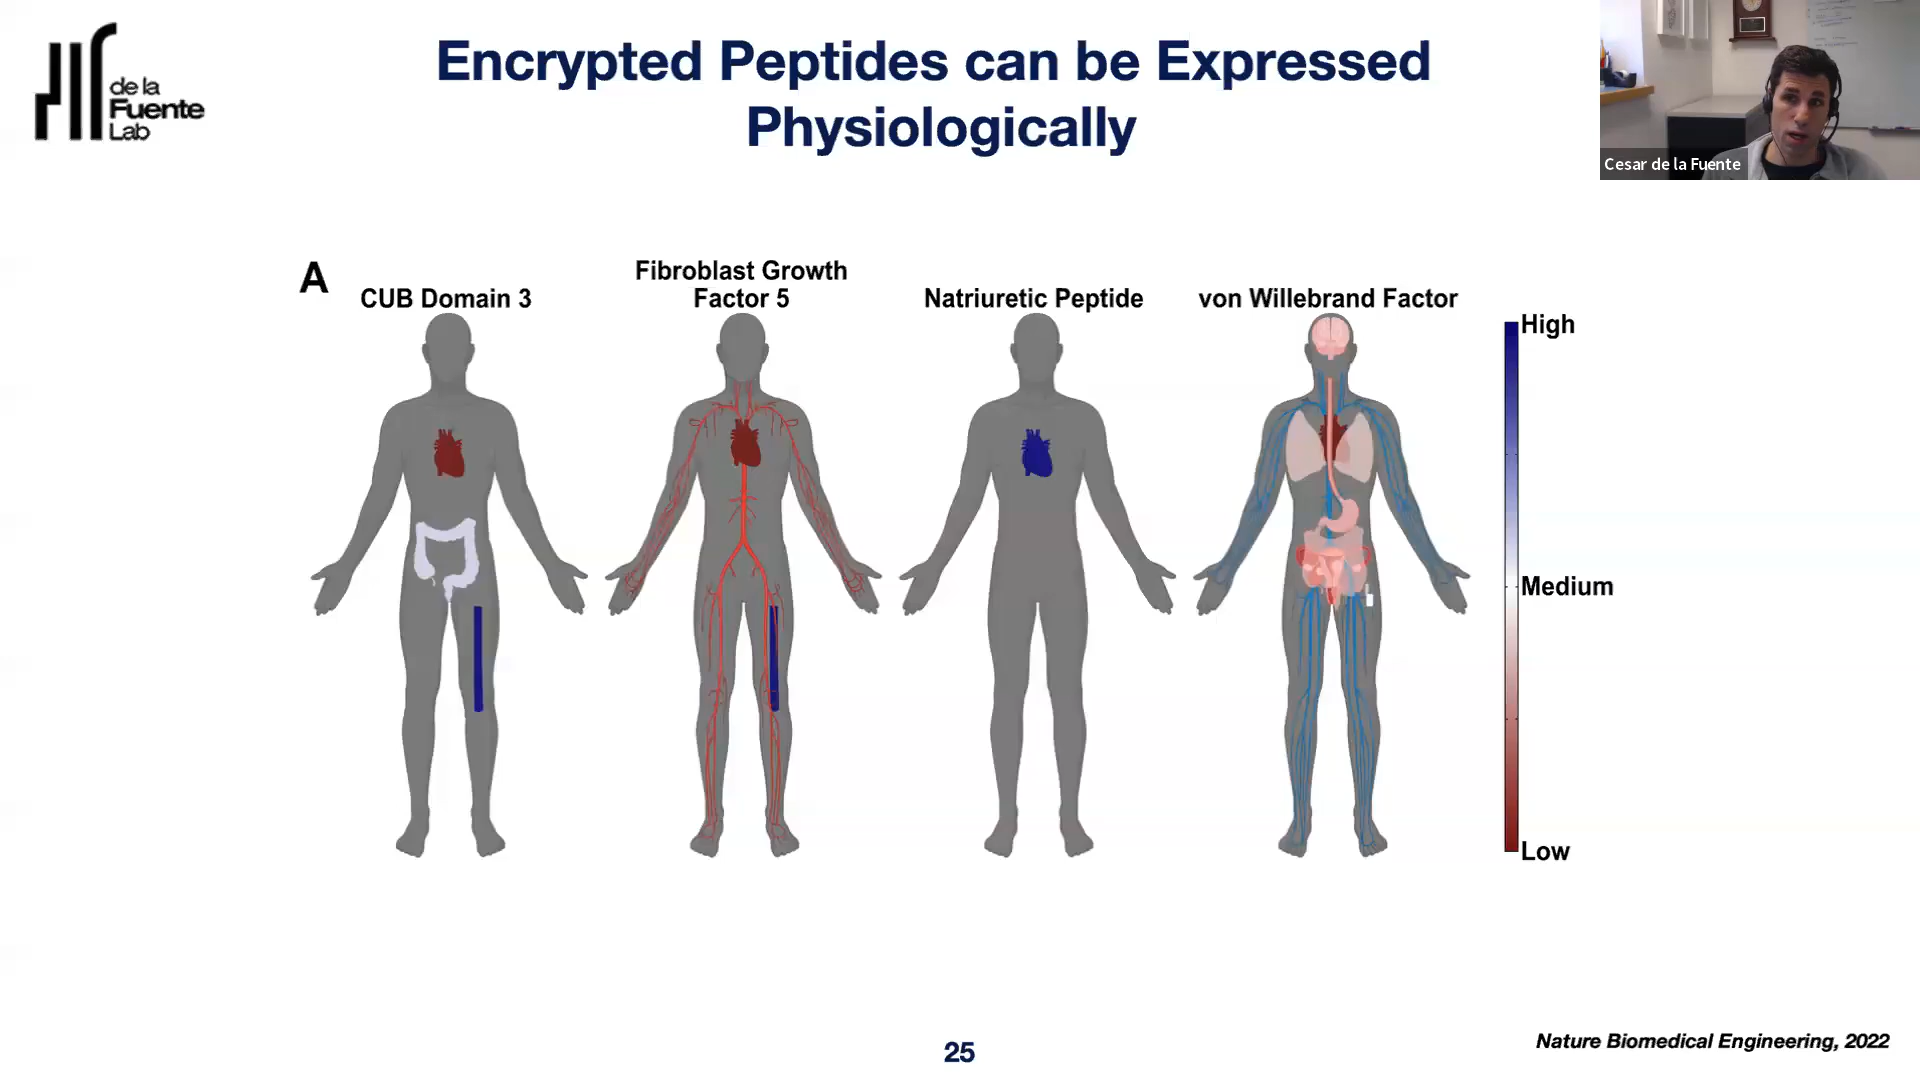 de la
Fuente
Lab
Encrypted Peptides can be Expressed
Physiologically
Cesar de la Fuente
A
CUB Domain 3
Fibroblast Growth
Factor 5
Natriuretic Peptide
von Willebrand Factor
High
Medium
Low
25
Nature Biomedical Engineering, 2022